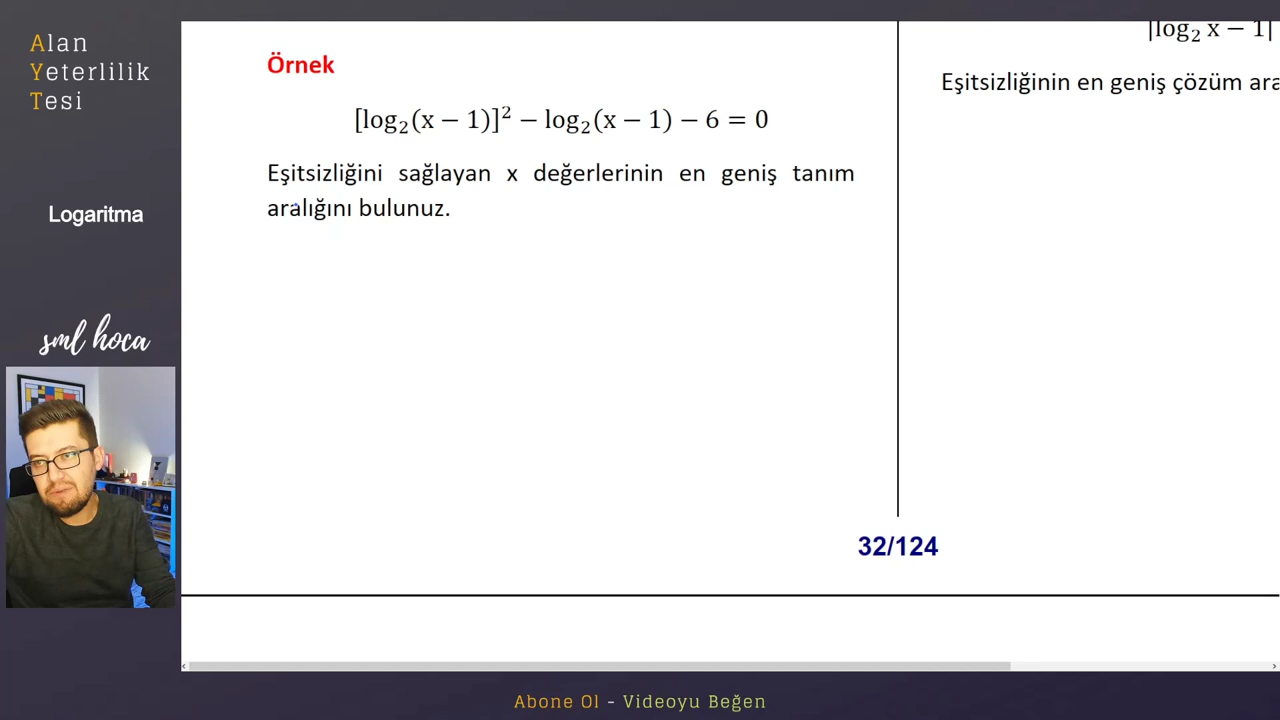 Alan
Yeterlilik
Tesi
Logaritma
sml hoca
Örnek
[log₂(x − 1)]² − log₂(x − 1) − 6 = 0
Eşitsizliğini sağlayan x değerlerinin en geniş tanım
aralığını bulunuz.
|log₂ x − 1|
Eşitsizliğinin en geniş çözüm ara
32/124
Abone Ol - Videoyu Beğen